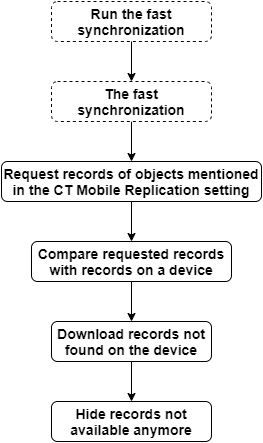 Run the fast
synchronization
The fast
synchronization
Request records of objects mentioned
in the CT Mobile Replication setting
Compare requested records
with records on a device
Download records not
found on the device
Hide records not
available anymore